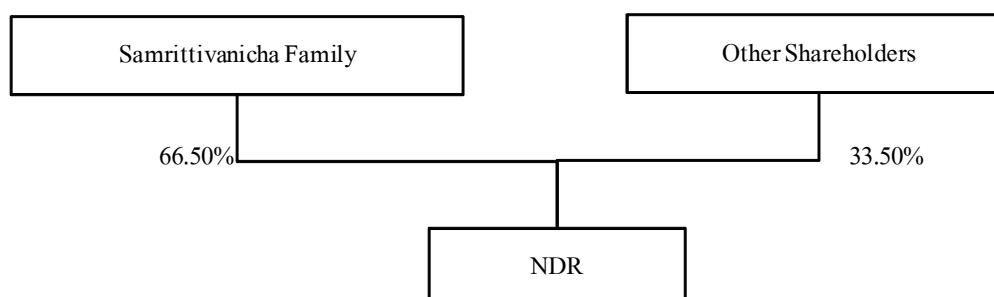 Samrittivanicha Family
Other Shareholders
66.50%
33.50%
NDR